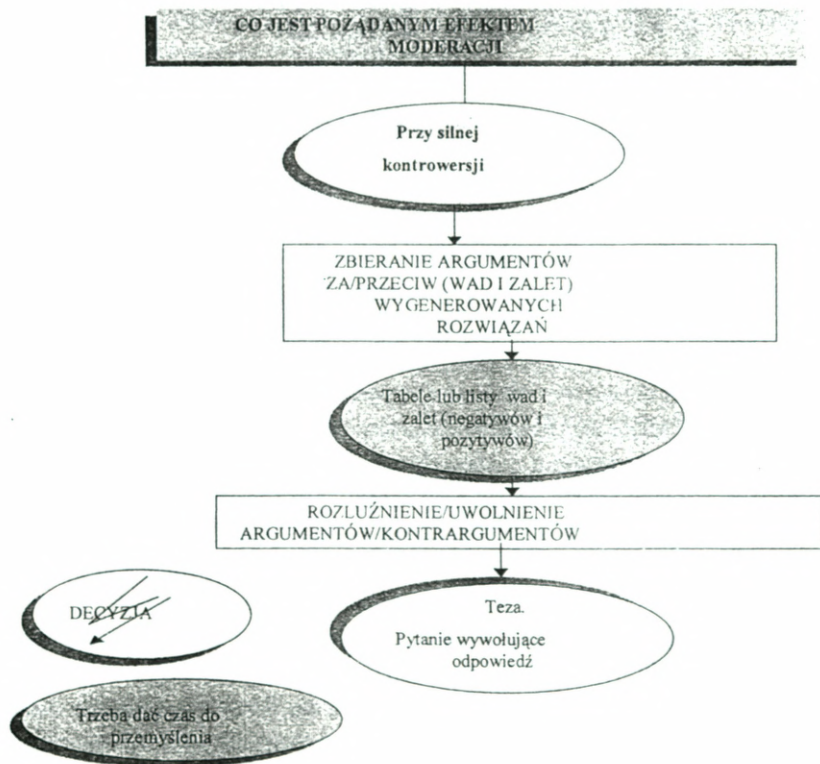 CO JEST POŻĄDANYM EFEKTEM
MODERACJI
Przy silnej
kontrowersji
ZBIERANIE ARGUMENTÓW
ZA/PRZECIW (WAD I ZALET)
WYGENEROWANYCH
ROZWIĄZAŃ
Tabele lub listy wad i
zalet (negatywów i
pozytywów)
ROZLUŹNIENIE/UWOLNIENIE
ARGUMENTÓW/KONTRARGUMENTÓW
DECYZJA
Teza.
Pytanie wywołujące
odpowiedź
Trzeba dać czas do
przemyślenia